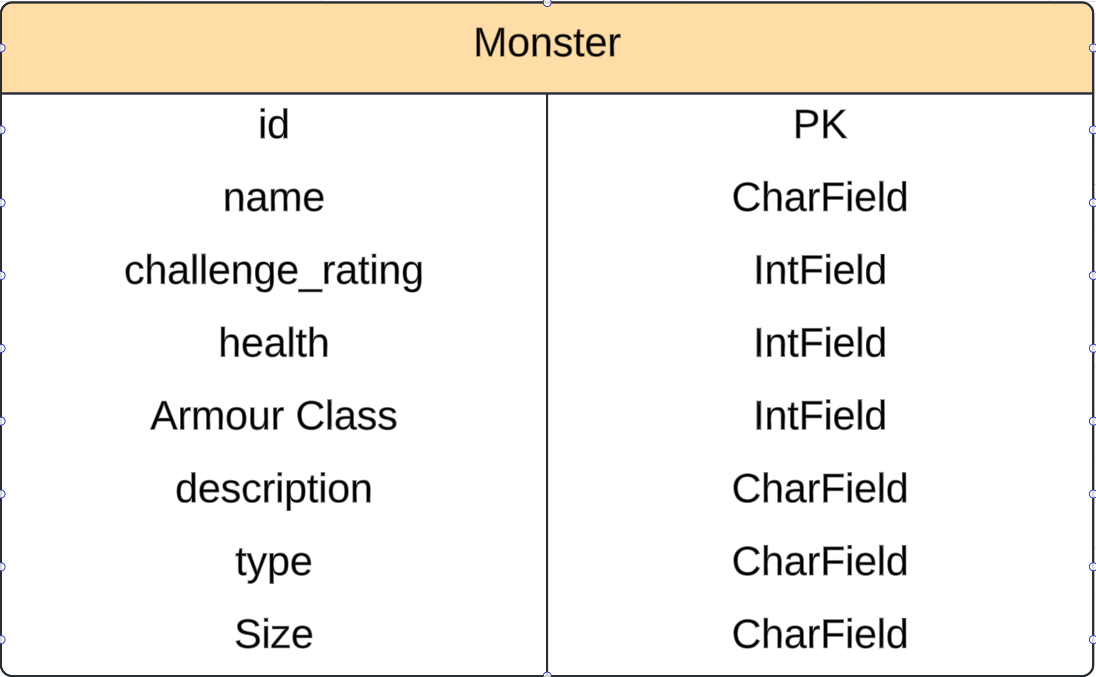 Monster
id PK
name CharField
challenge_rating IntField
health IntField
Armour Class IntField
description CharField
type CharField
Size CharField